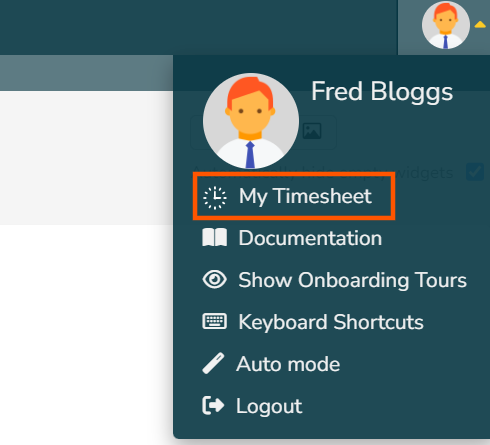 Fred Bloggs
My Timesheet
Documentation
Show Onboarding Tours
Keyboard Shortcuts
Auto mode
Logout